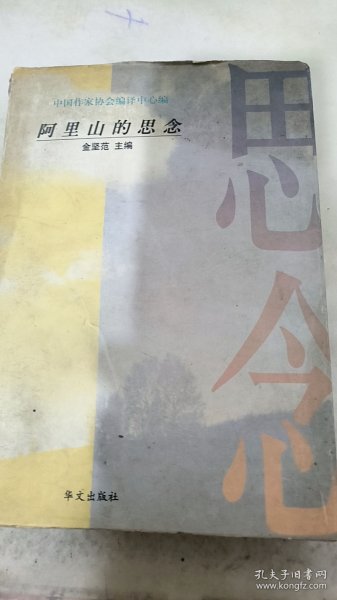 中国作家协会编译中心编
阿里山的思念
金坚范 主编
思念
华文出版社
孔夫子旧书网
www.kongfz.com